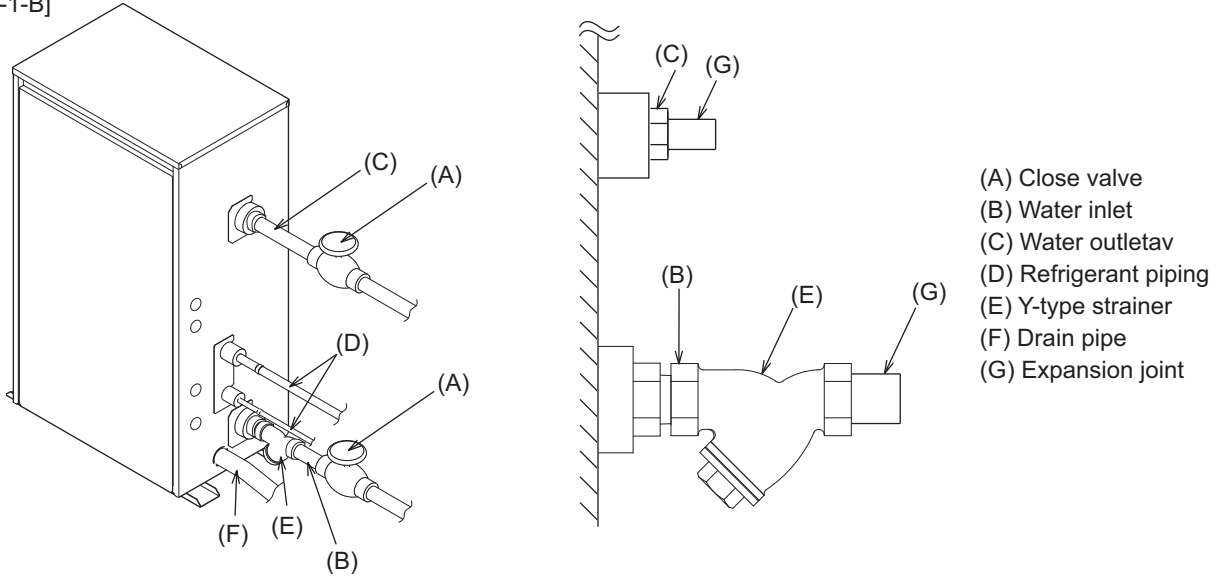 -1-B]
(C)
(A)
(D)
(A)
(F)
(E)
(B)
(C)
(G)
(B)
(E)
(G)
(A) Close valve
(B) Water inlet
(C) Water outletav
(D) Refrigerant piping
(E) Y-type strainer
(F) Drain pipe
(G) Expansion joint